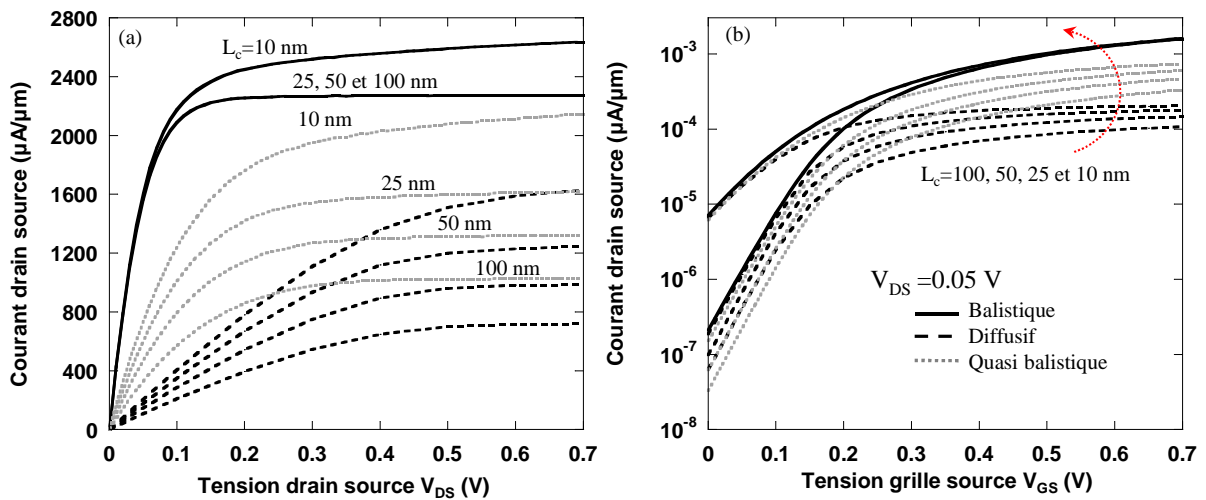 (a)
L_c=10 nm
25, 50 et 100 nm
10 nm
25 nm
50 nm
100 nm
2800
2400
2000
1600
1200
800
400
0
Courant drain source (μA/μm)
0
0.1
0.2
0.3
0.4
0.5
0.6
0.7
Tension drain source V_DS (V)
(b)
L_c=100, 50, 25 et 10 nm
V_DS =0.05 V
Balistique
Diffusif
Quasi balistique
10^-3
10^-4
10^-5
10^-6
10^-7
10^-8
Courant drain source (μA/μm)
0
0.1
0.2
0.3
0.4
0.5
0.6
0.7
Tension grille source V_GS (V)